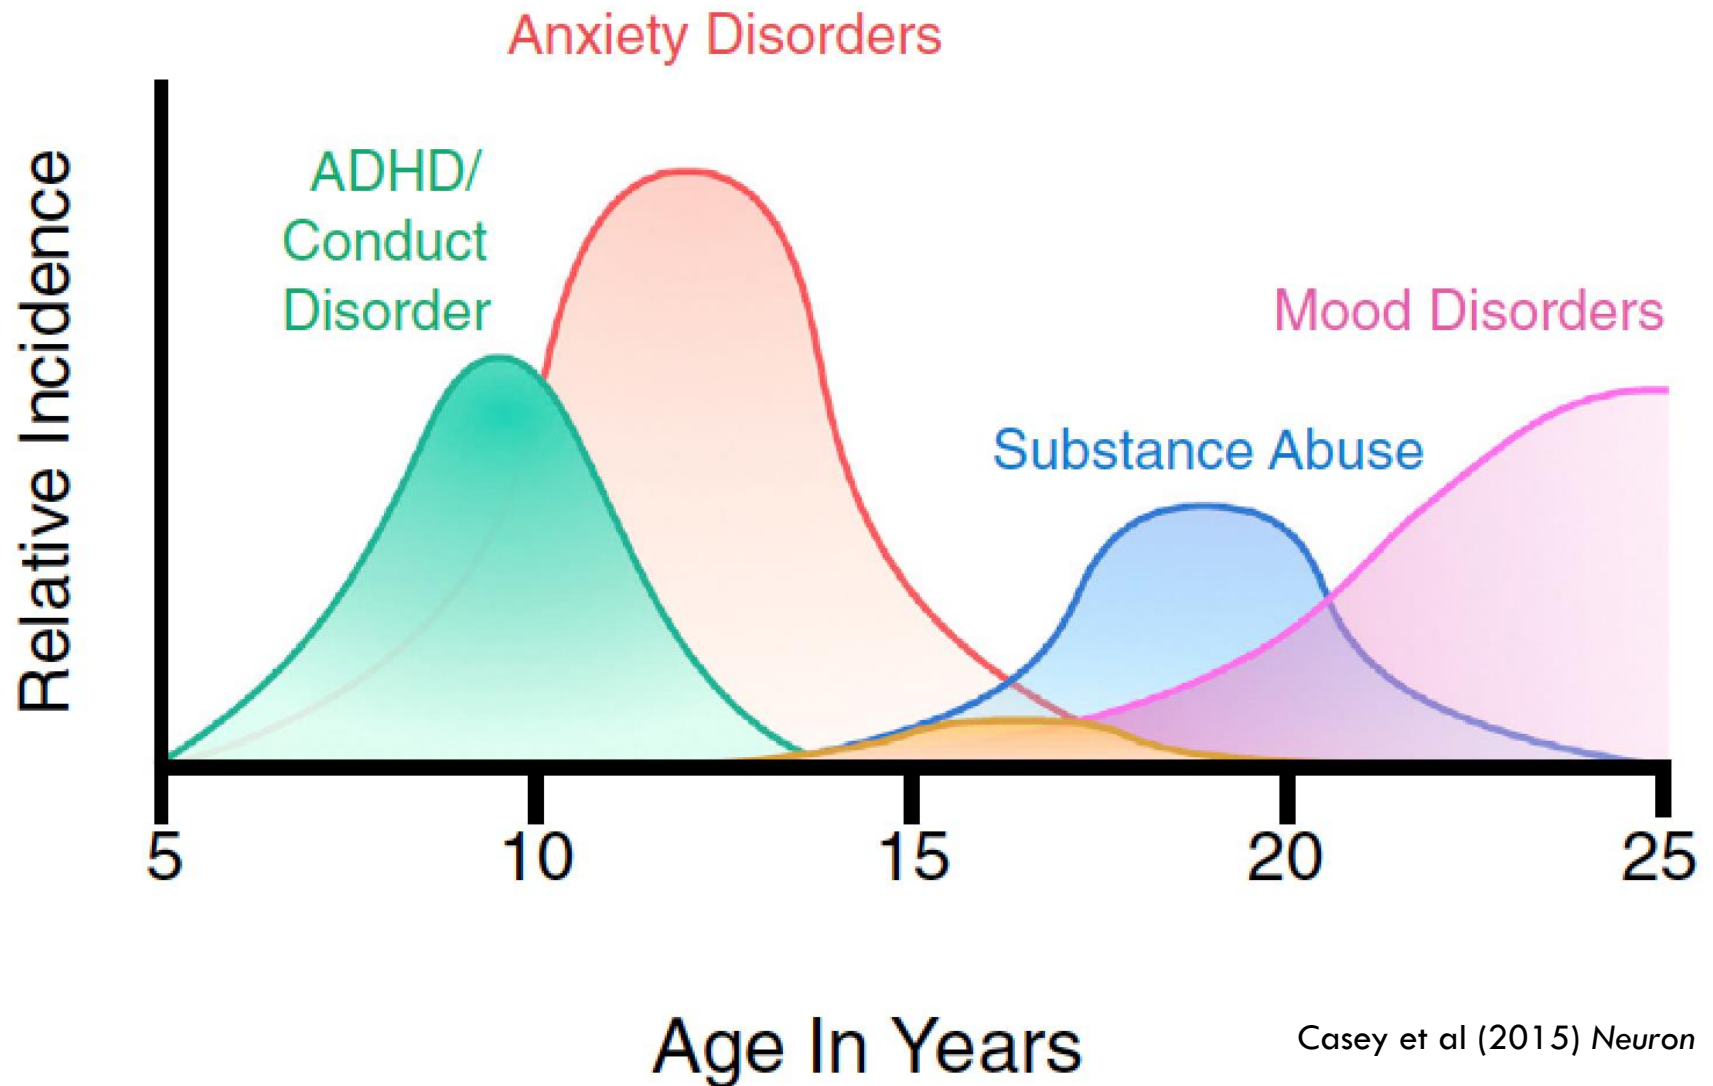 Anxiety Disorders
ADHD/
Conduct
Disorder
Mood Disorders
Substance Abuse
Relative Incidence
5 10 15 20 25
Age In Years
Casey et al (2015) Neuron